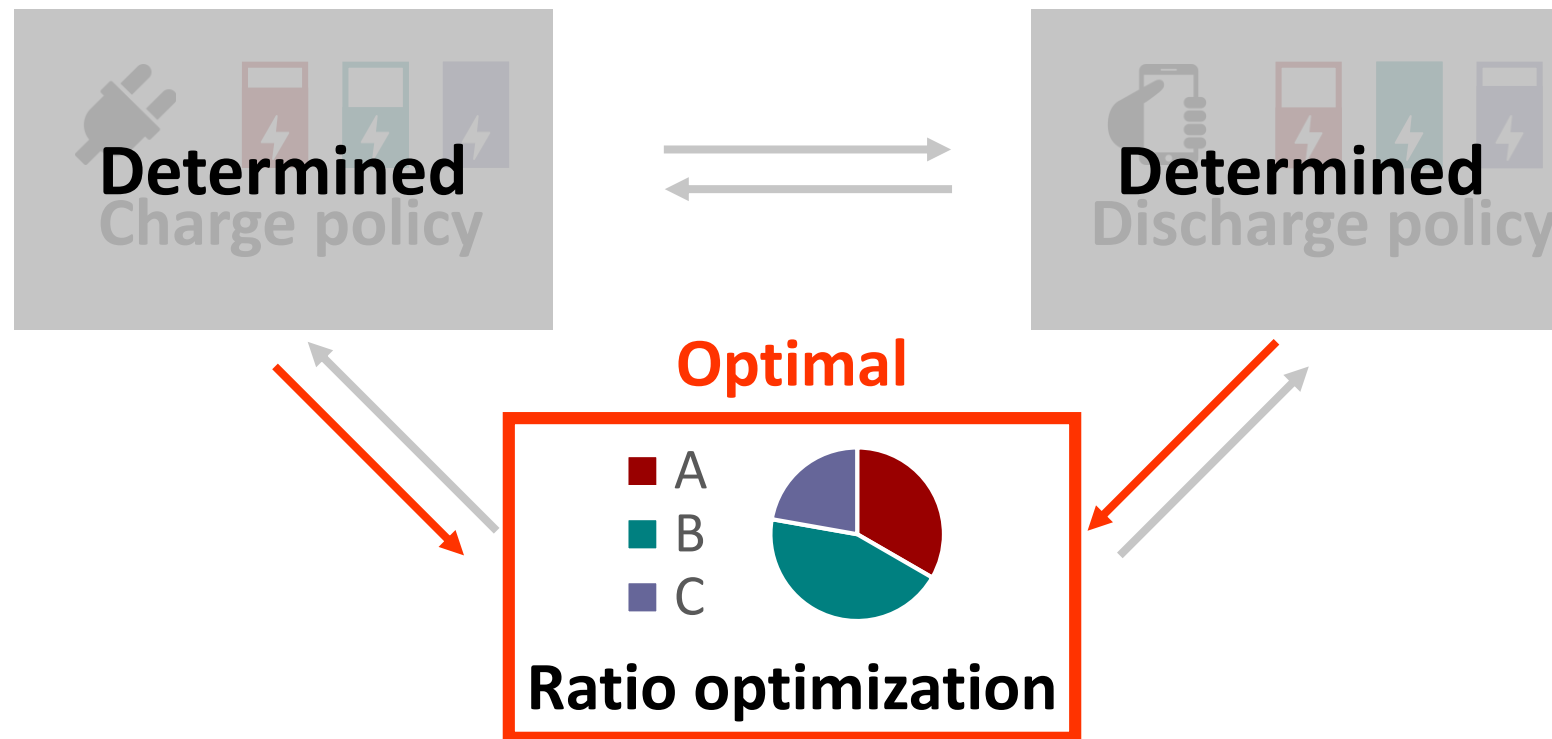 Determined
Charge policy
Determined
Discharge policy
Optimal
A
B
C
Ratio optimization